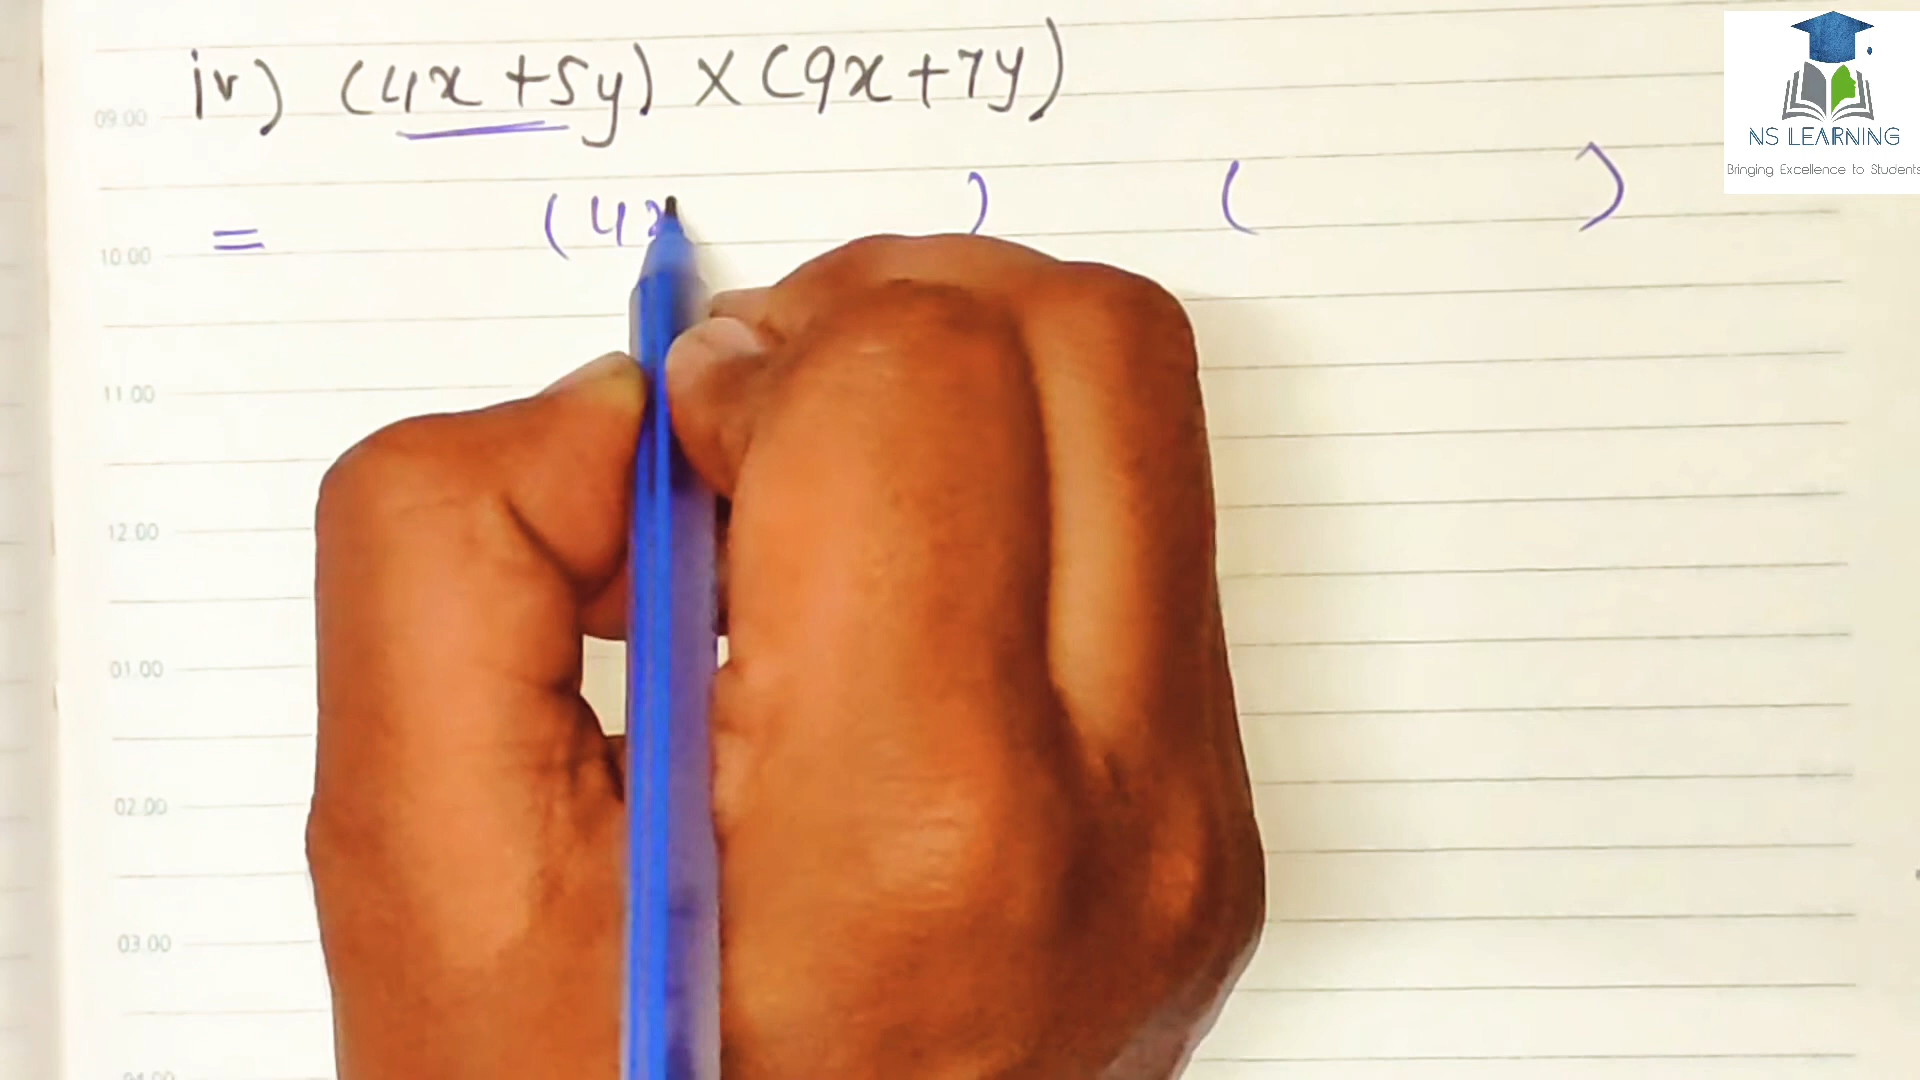 iv) (4x + 5y) × (9x + 7y)
= (4x ) ( )
09:00
10:00
11:00
12:00
01:00
02:00
03:00
NS LEARNING
Bringing Excellence to Students